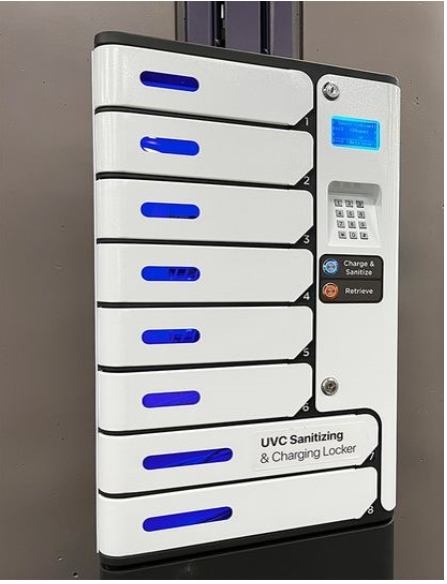 1
2
3
4
5
6
7
8
Charge &
Sanitize
Retrieve
UVC Sanitizing
& Charging Locker